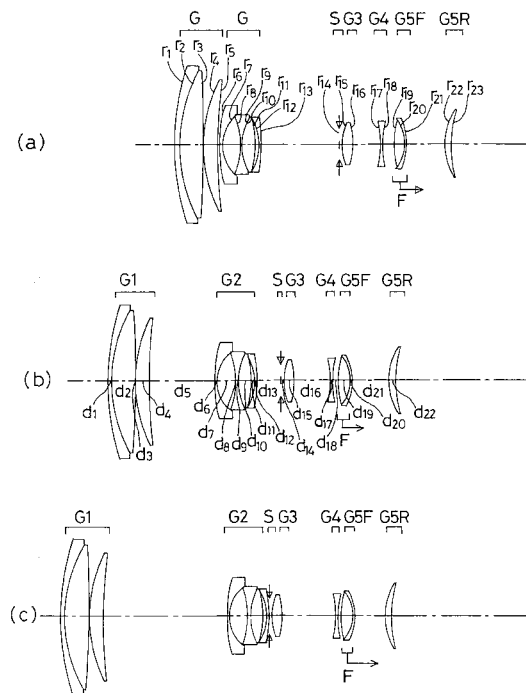 G G S G3 G4 G5F G5R
r1 r2 r3 r4 r5 r6 r7 r8 r9 r10 r11 r12 r13 r14 r15 r16 r17 r18 r19 r20 r21 r22 r23
(a)
F
G1 G2 S G3 G4 G5F G5R
(b)
d1 d2 d3 d4 d5 d6 d7 d8 d9 d10 d11 d12 d13 d14 d15 d16 d17 d18 d19 d20 d21 d22
F
G1 G2 S G3 G4 G5F G5R
(c)
F